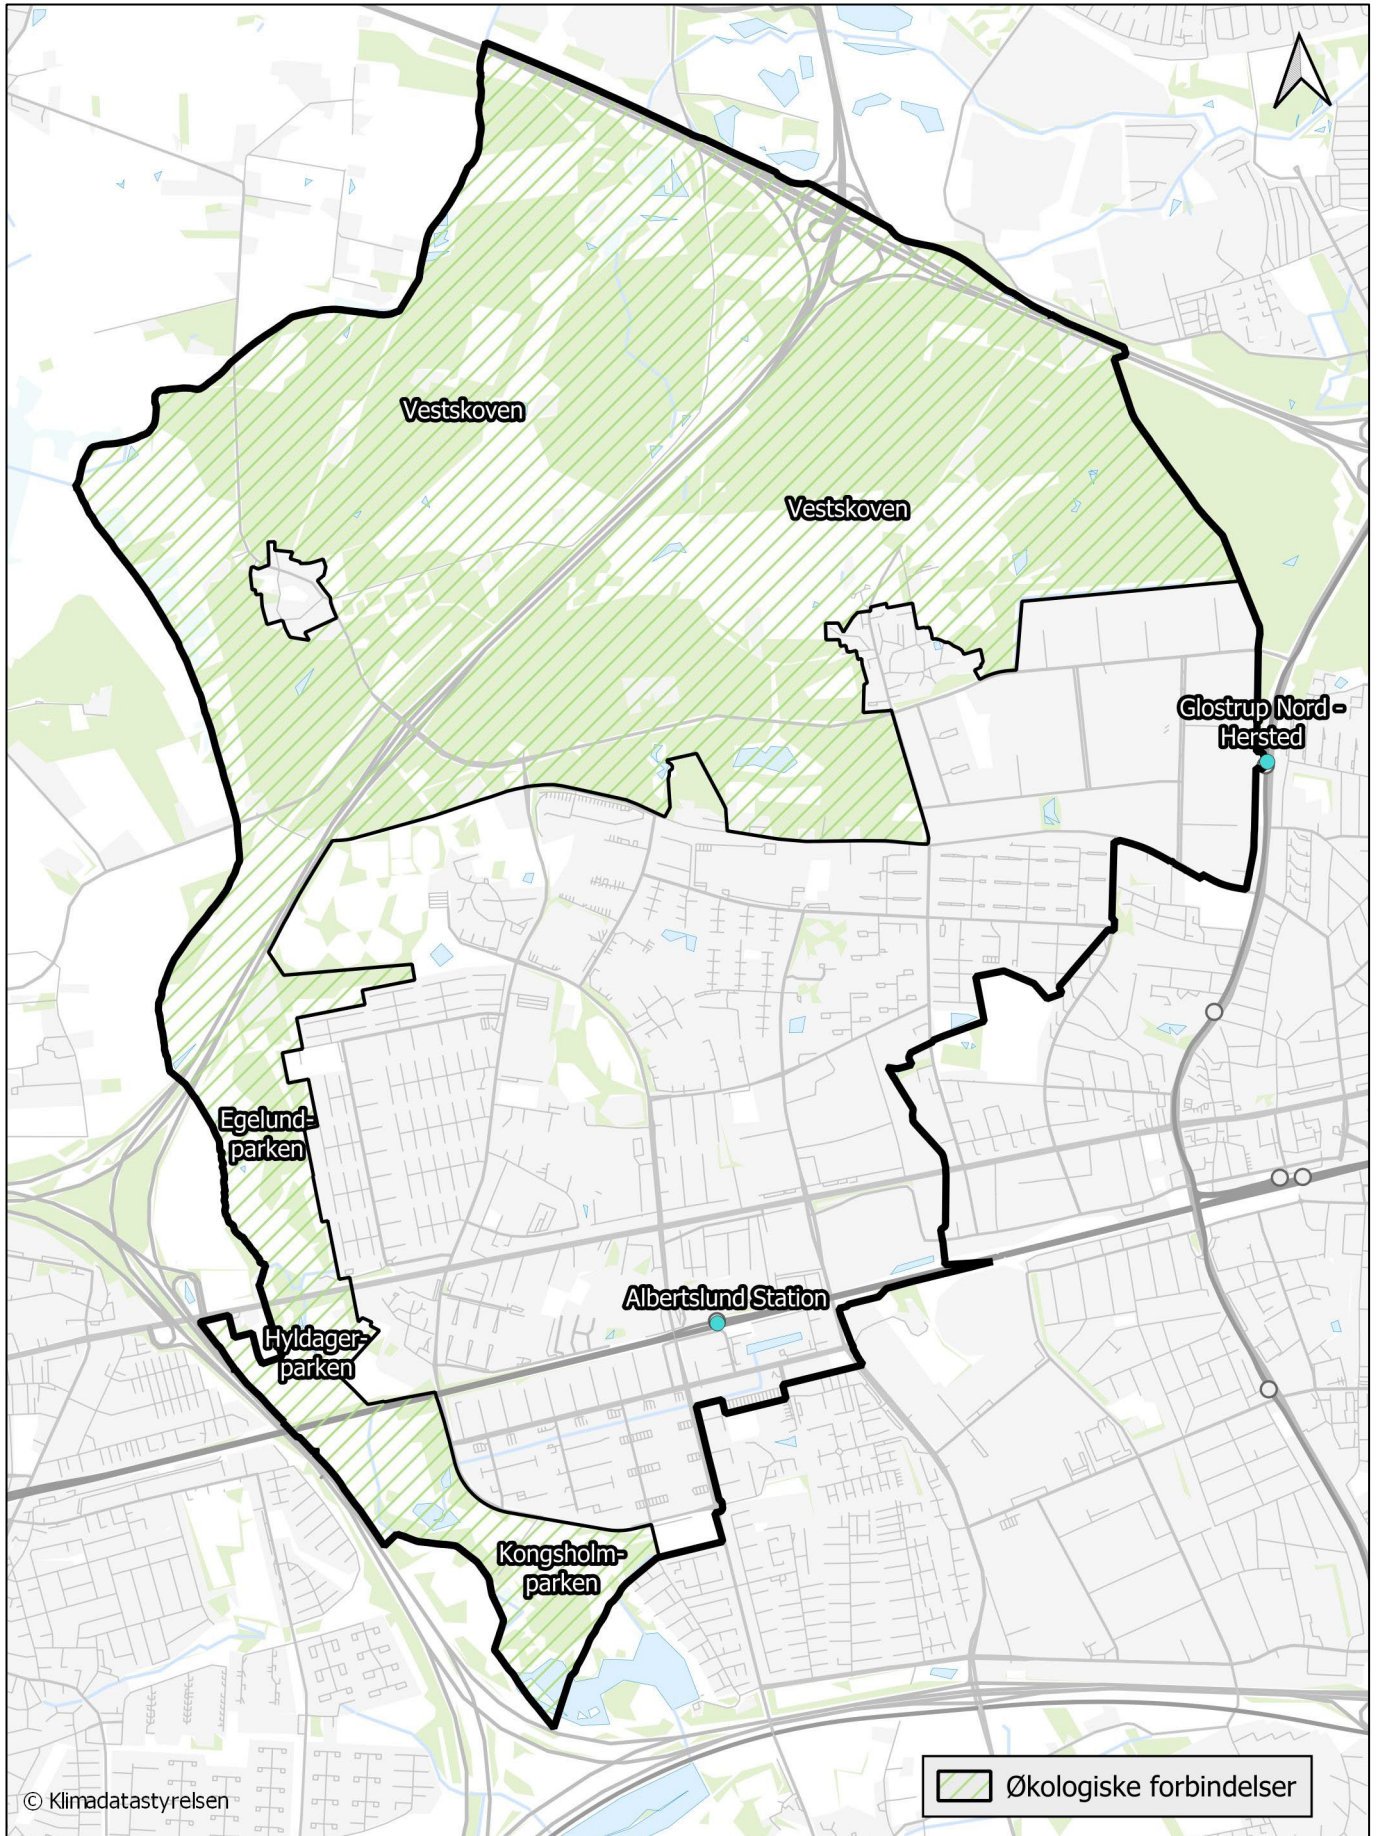 Vestskoven
Vestskoven
Glostrup Nord -
Hersted
Egelund-
parken
Albertslund Station
Hyldager-
parken
Kongsholm-
parken
Økologiske forbindelser
© Klimadatastyrelsen